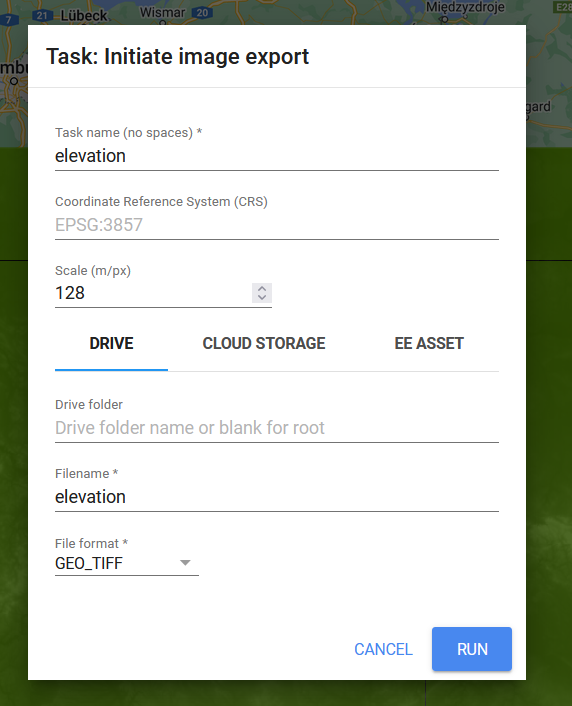 7
21
Lübeck
Wismar
20
Międzyzdroje
E28
Task: Initiate image export
Task name (no spaces) *
elevation
Coordinate Reference System (CRS)
EPSG:3857
Scale (m/px)
128
DRIVE CLOUD STORAGE EE ASSET
Drive folder
Drive folder name or blank for root
Filename *
elevation
File format *
GEO_TIFF
CANCEL RUN